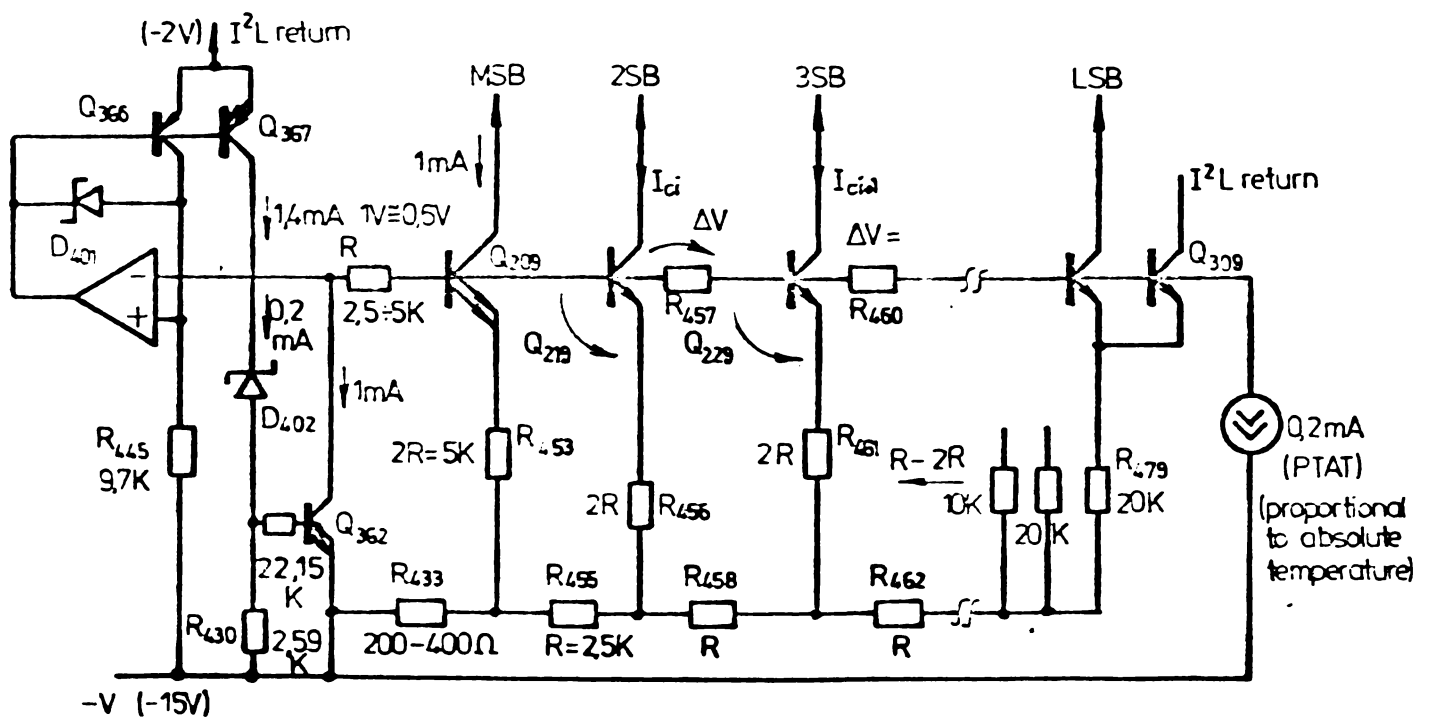 (-2V) I²L return
MSB
2SB
3SB
LSB
Q366
Q367
1mA
Ici
I²L return
1,4mA
1V≡0,5V
ΔV
ΔV =
D401
R
Q209
Q309
−
+
0,2
mA
2,5÷5K
R457
R460
Q219
Q229
1mA
D402
R445
9,7K
2R=5K
R453
2R
R461
R-2R
R479
0,2mA
(PTAT)
10K
20K
20K
2R
R456
(proportional
to absolute
temperature)
Q362
22,15
K
R433
R455
R458
R462
R430
2,59
K
200-400Ω
R=2,5K
R
R
-V (-15V)